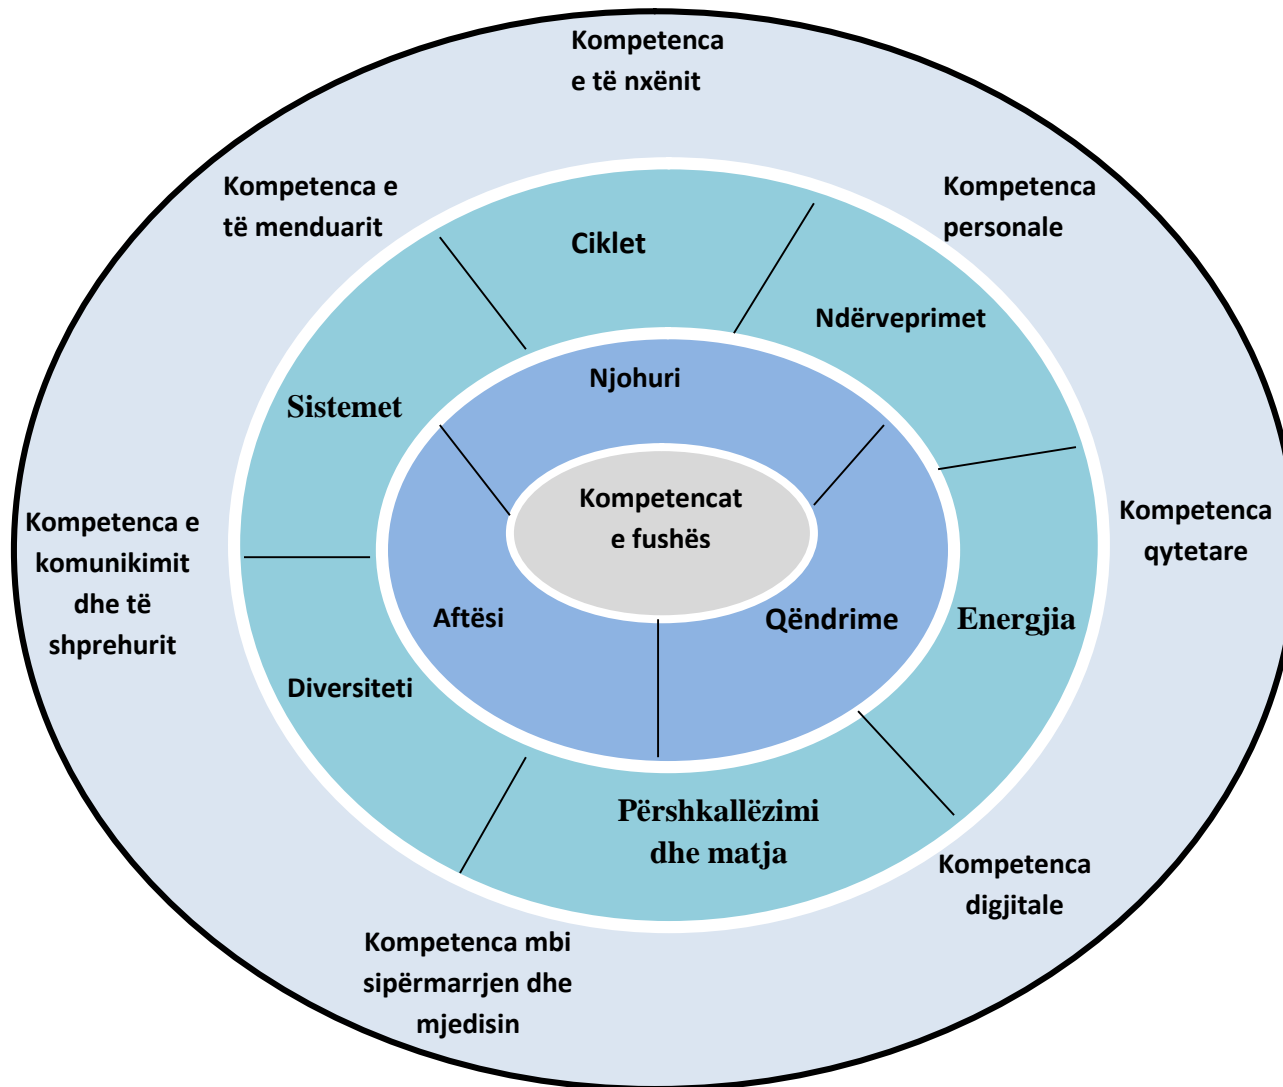 Kompetenca
e të nxënit
Kompetenca e
të menduarit
Kompetenca
personale
Ciklet
Ndërveprimet
Njohuri
Sistemet
Kompetencat
e fushës
Kompetenca e
komunikimit
dhe të
shprehurit
Kompetenca
qytetare
Aftësi
Qëndrime
Energjia
Diversiteti
Përshkallëzimi
dhe matja
Kompetenca
digjitale
Kompetenca mbi
sipërmarrjen dhe
mjedisin